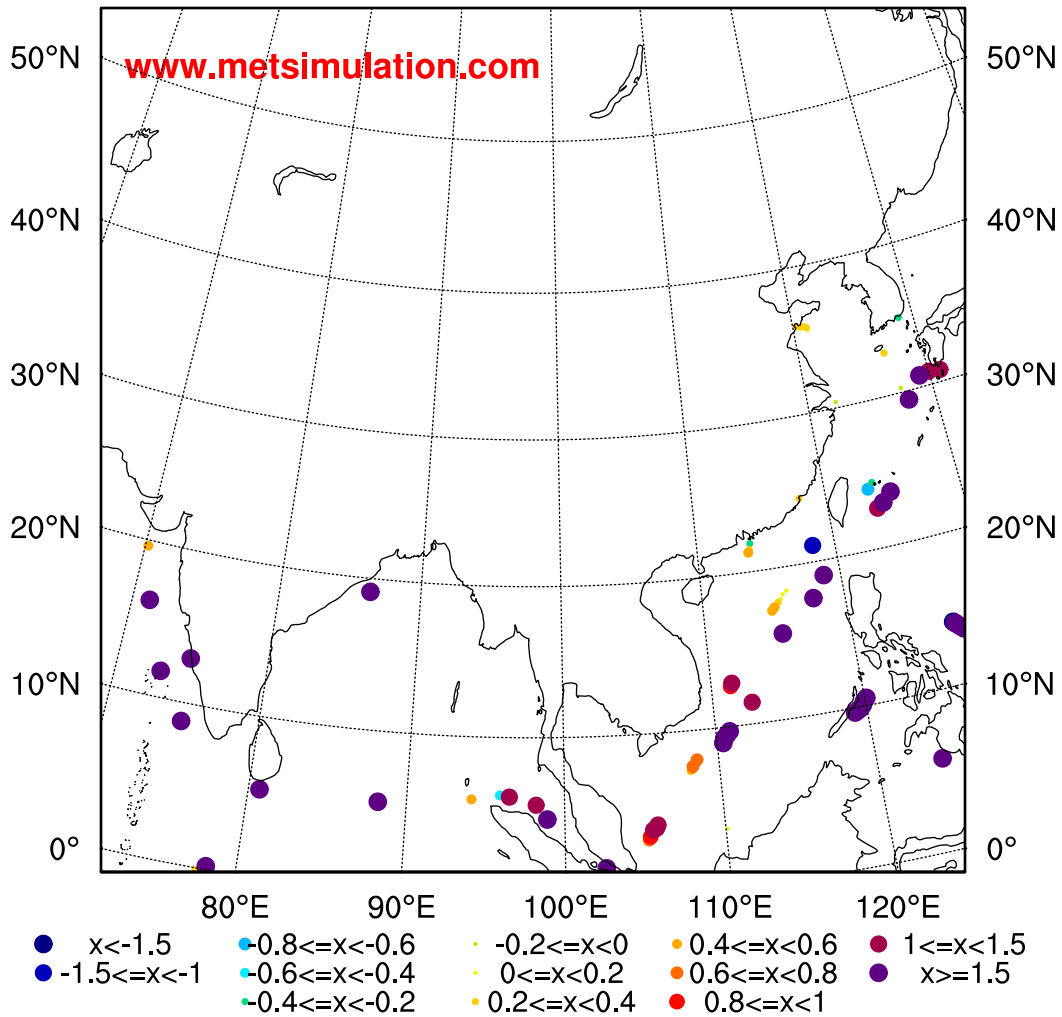 www.metsimulation.com
50°N 50°N
40°N 40°N
30°N 30°N
20°N 20°N
10°N 10°N
0° 0°
80°E 90°E 100°E 110°E 120°E
x<-1.5 -0.8<=x<-0.6 -0.2<=x<0 0.4<=x<0.6 1<=x<1.5
-1.5<=x<-1 -0.6<=x<-0.4 0<=x<0.2 0.6<=x<0.8 x>=1.5
-0.4<=x<-0.2 0.2<=x<0.4 0.8<=x<1